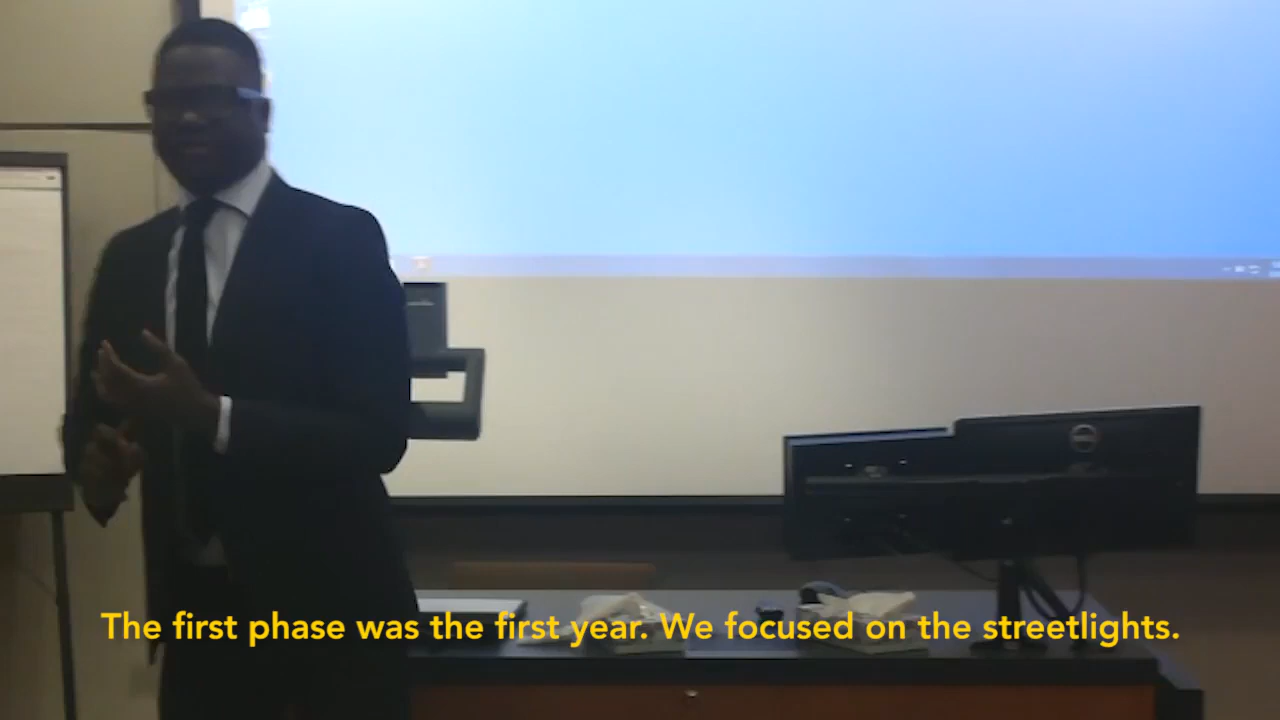 The first phase was the first year. We focused on the streetlights.